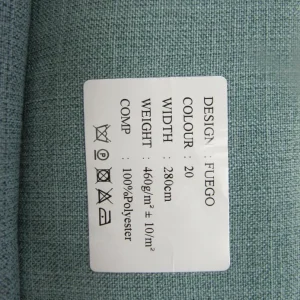 DESIGN : FUEGO
COLOUR : 20
WIDTH : 280cm
WEIGHT : 460g/m² ± 10/m²
COMP : 100%Polyester